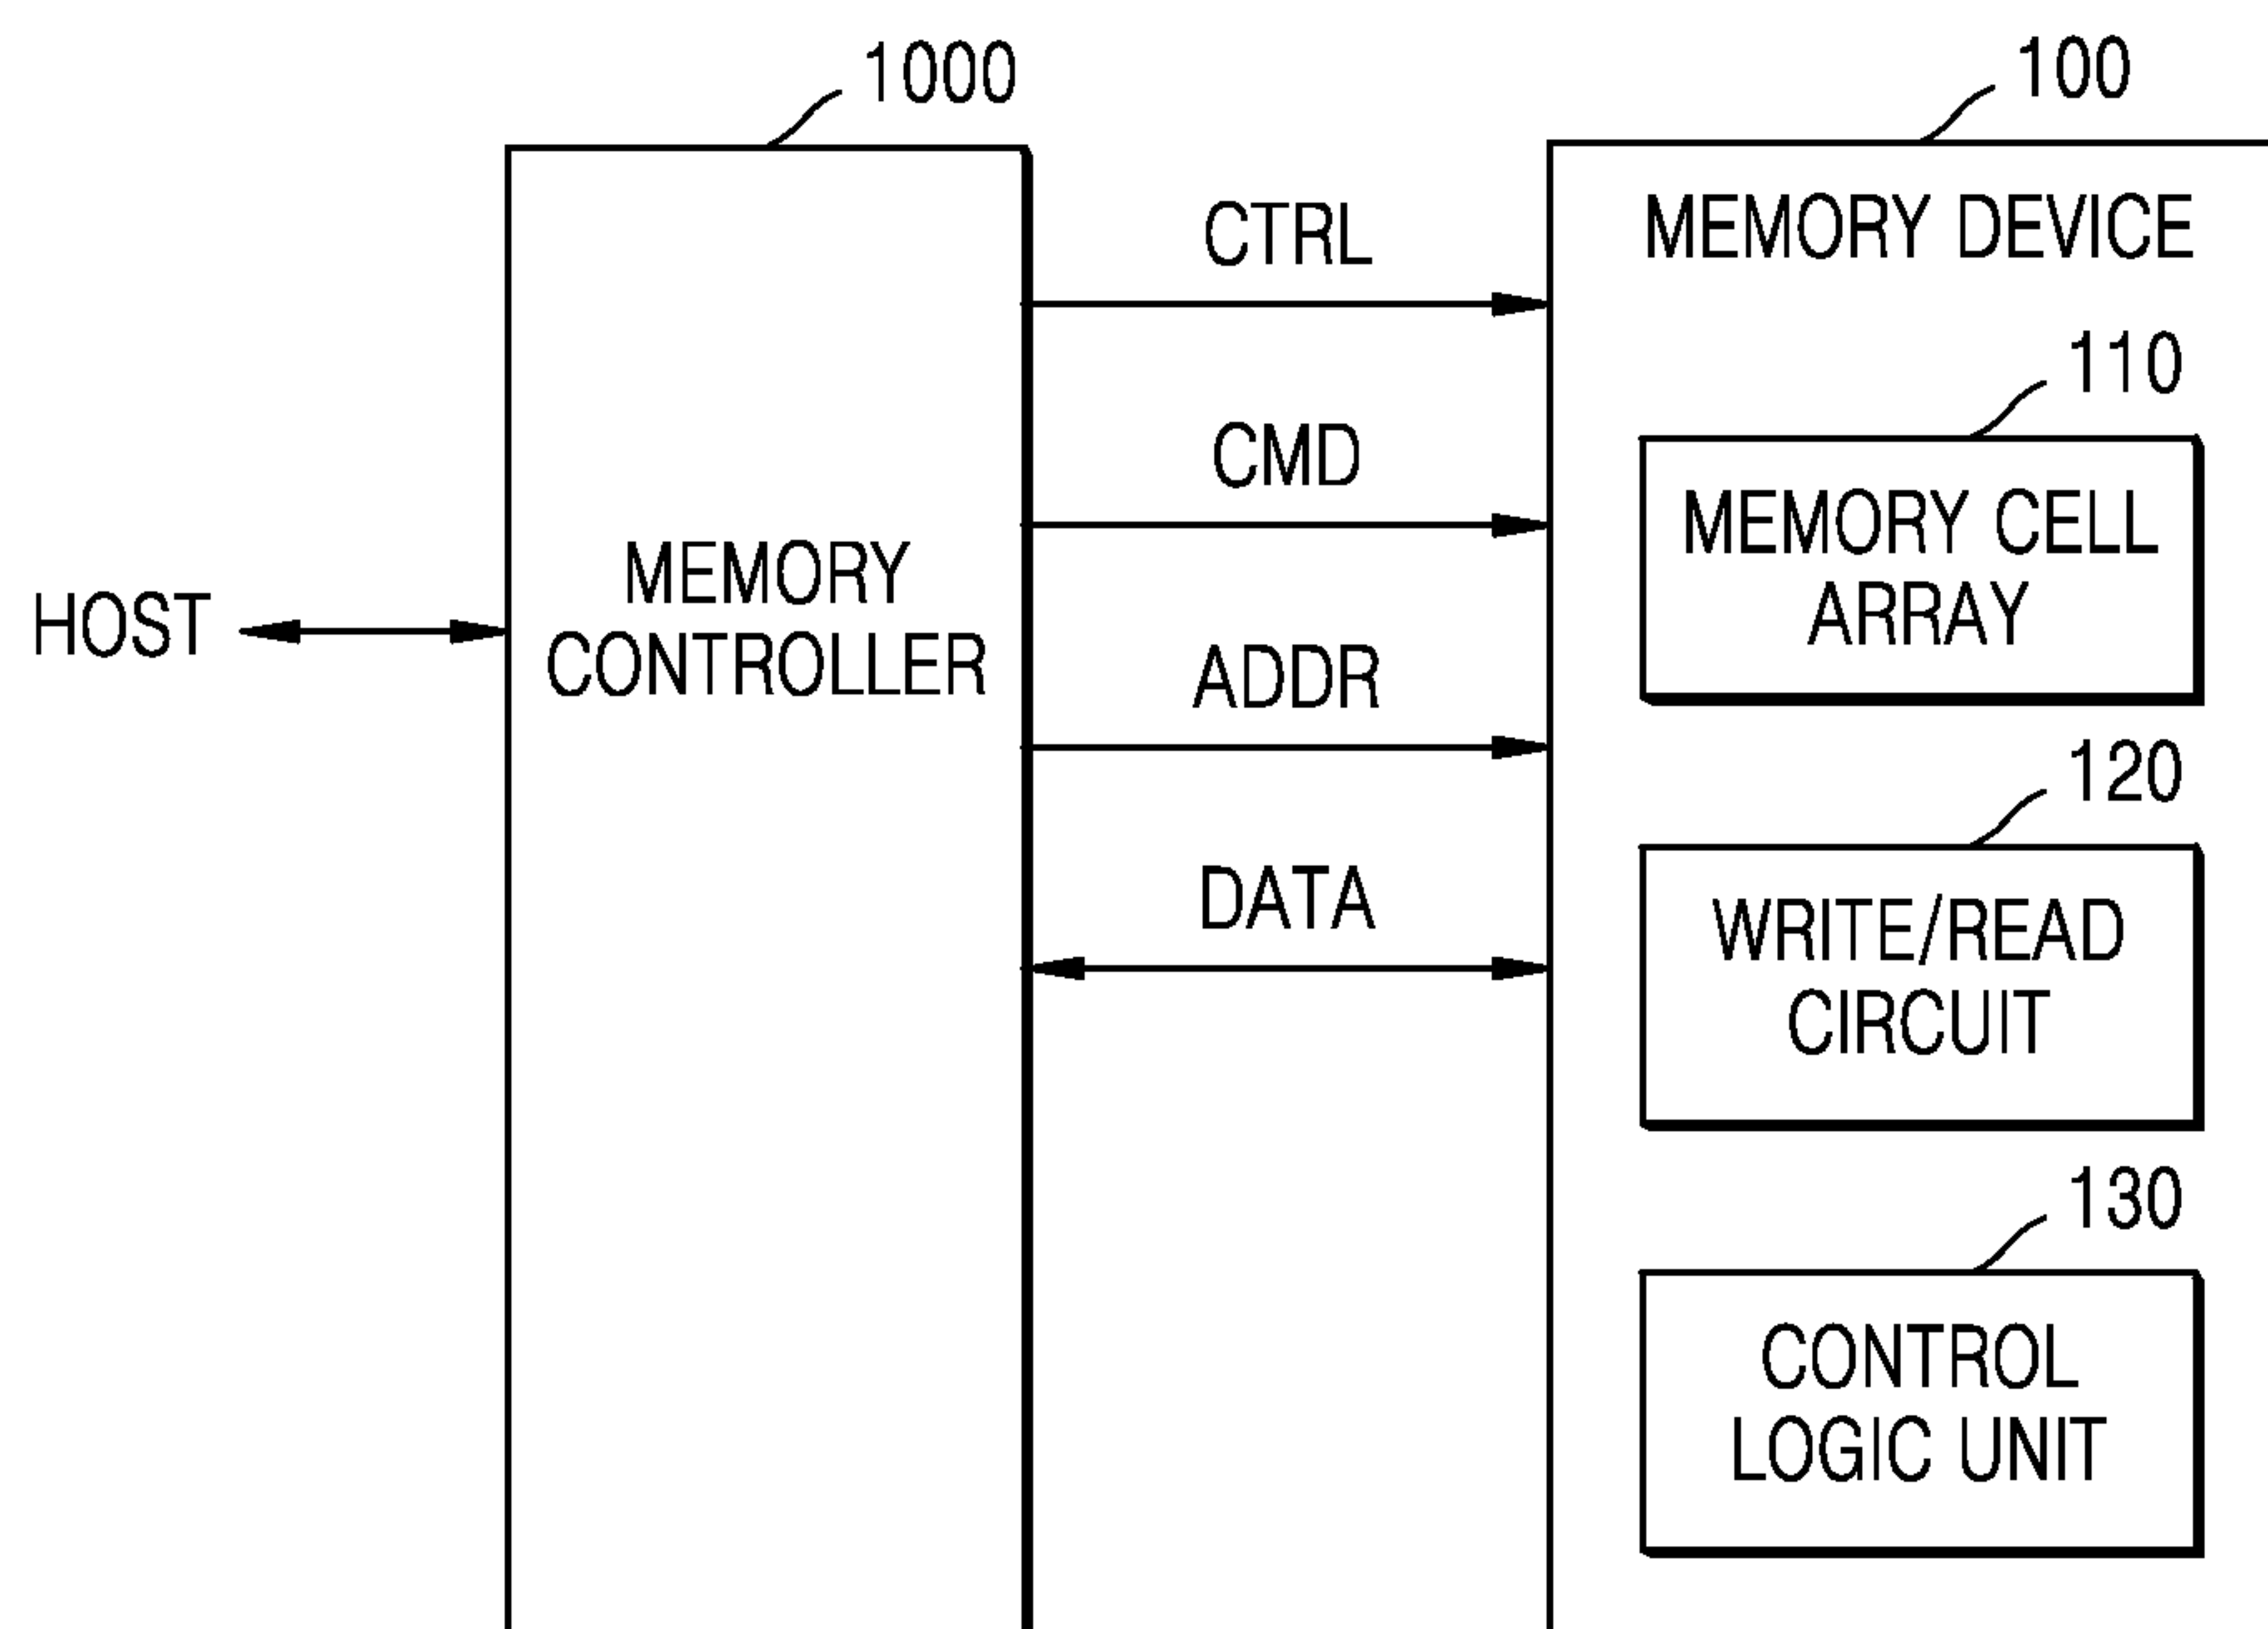 1000
100
MEMORY DEVICE
CTRL
110
CMD
MEMORY CELL
ARRAY
HOST
MEMORY
CONTROLLER
ADDR
120
DATA
WRITE/READ
CIRCUIT
130
CONTROL
LOGIC UNIT